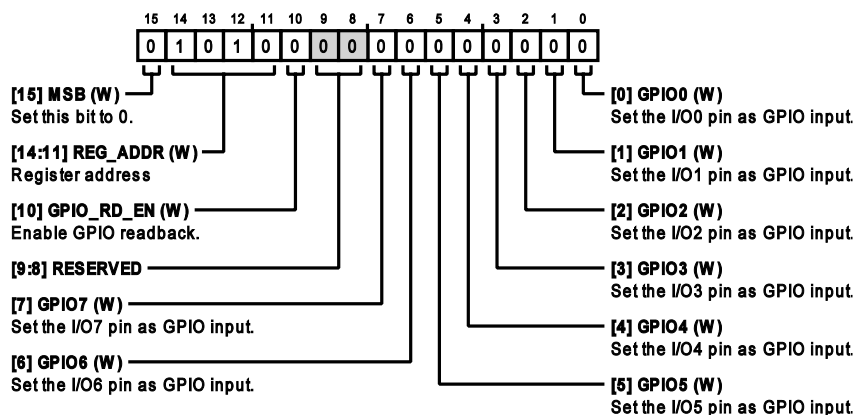 15 14 13 12 11 10 9 8 7 6 5 4 3 2 1 0
0 1 0 1 0 0 0 0 0 0 0 0 0 0 0 0
[15] MSB (W)
Set this bit to 0.
[14:11] REG_ADDR (W)
Register address
[10] GPIO_RD_EN (W)
Enable GPIO readback.
[9:8] RESERVED
[7] GPIO7 (W)
Set the I/O7 pin as GPIO input.
[6] GPIO6 (W)
Set the I/O6 pin as GPIO input.
[0] GPIO0 (W)
Set the I/O0 pin as GPIO input.
[1] GPIO1 (W)
Set the I/O1 pin as GPIO input.
[2] GPIO2 (W)
Set the I/O2 pin as GPIO input.
[3] GPIO3 (W)
Set the I/O3 pin as GPIO input.
[4] GPIO4 (W)
Set the I/O4 pin as GPIO input.
[5] GPIO5 (W)
Set the I/O5 pin as GPIO input.